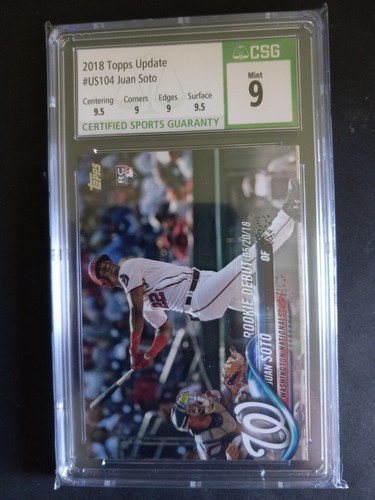 2018 Topps Update
#US104 Juan Soto
Centering Corners Edges Surface
9.5 9 9 9.5
CERTIFIED SPORTS GUARANTY
CSG
Mint
9
Topps
RC
22
ROOKIE DEBUT 05/20/18
JUAN SOTO
OF
WASHINGTON NATIONALS
W